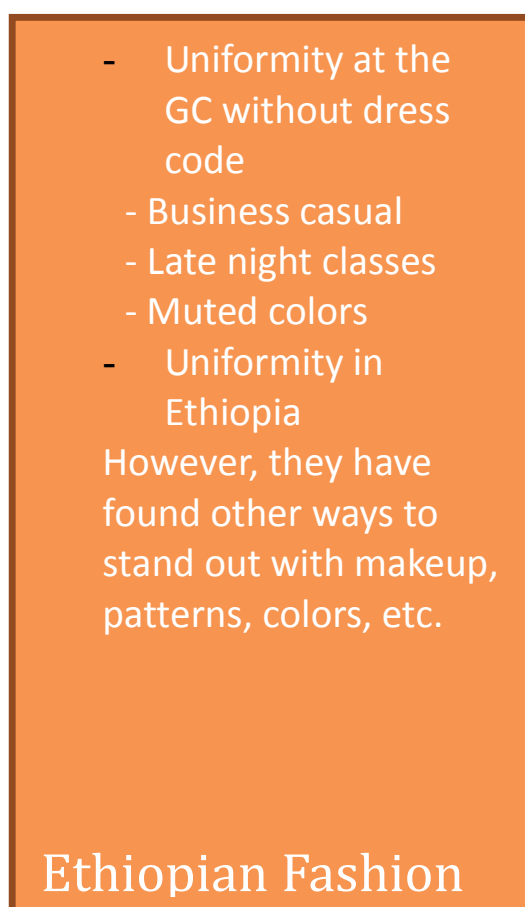 - Uniformity at the
GC without dress
code
- Business casual
- Late night classes
- Muted colors
- Uniformity in
Ethiopia
However, they have
found other ways to
stand out with makeup,
patterns, colors, etc.
Ethiopian Fashion